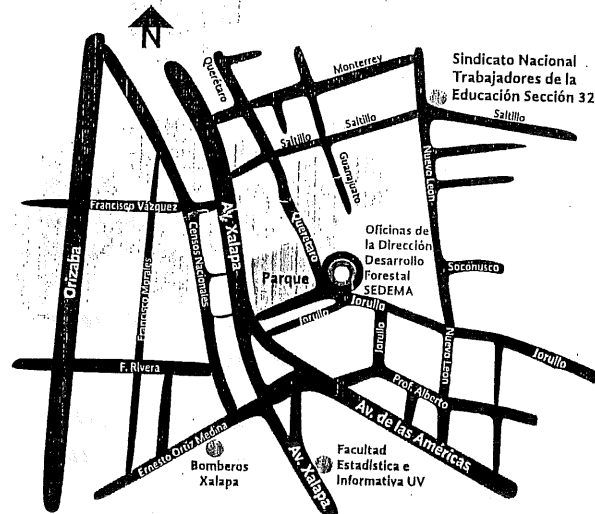 N
Querétaro
Monterrey
Sindicato Nacional
Trabajadores de la
Educación Sección 32
Saltillo
Saltillo
Saltillo
Guanajuato
Nuevo León
Francisco Vázquez
Av. Xalapa
Querétaro
Oficinas de
la Dirección
Desarrollo
Forestal
SEDEMA
Orizaba
Francisco Morales
Censos Nacionales
Parque
Soconusco
Jorullo
Jorullo
Jorullo
Nuevo León
Jorullo
F. Rivera
Prof. Alberto
Av. de las Américas
Ernesto Ortiz Medina
Bomberos
Xalapa
Av. Xalapa
Facultad
Estadística e
Informativa UV